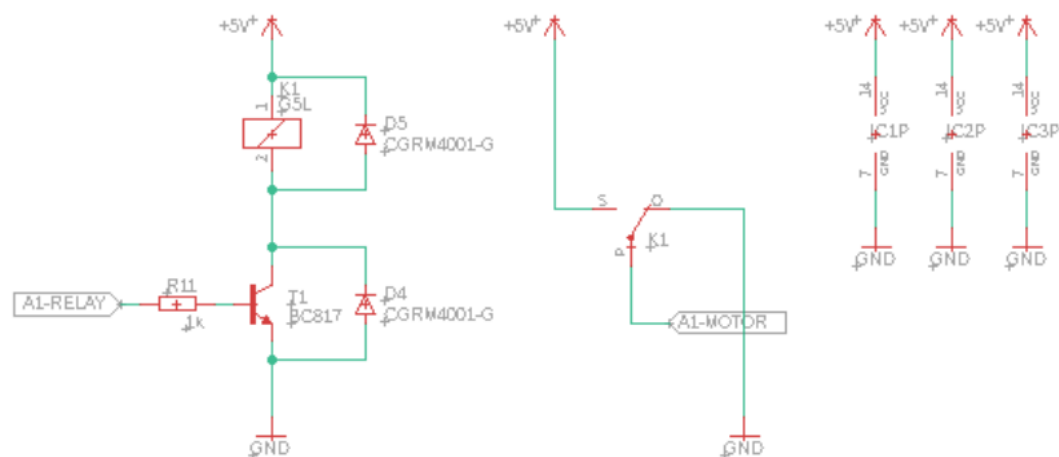 +5V
+5V
+5V
+5V
+5V
K1
G5L
1
2
D5
CGRM4001-G
14
VCC
14
VCC
14
VCC
IC1P
IC2P
IC3P
7
GND
7
GND
7
GND
S
O
P
K1
GND
GND
GND
A1-RELAY
R11
1k
T1
BC817
D4
CGRM4001-G
A1-MOTOR
GND
GND